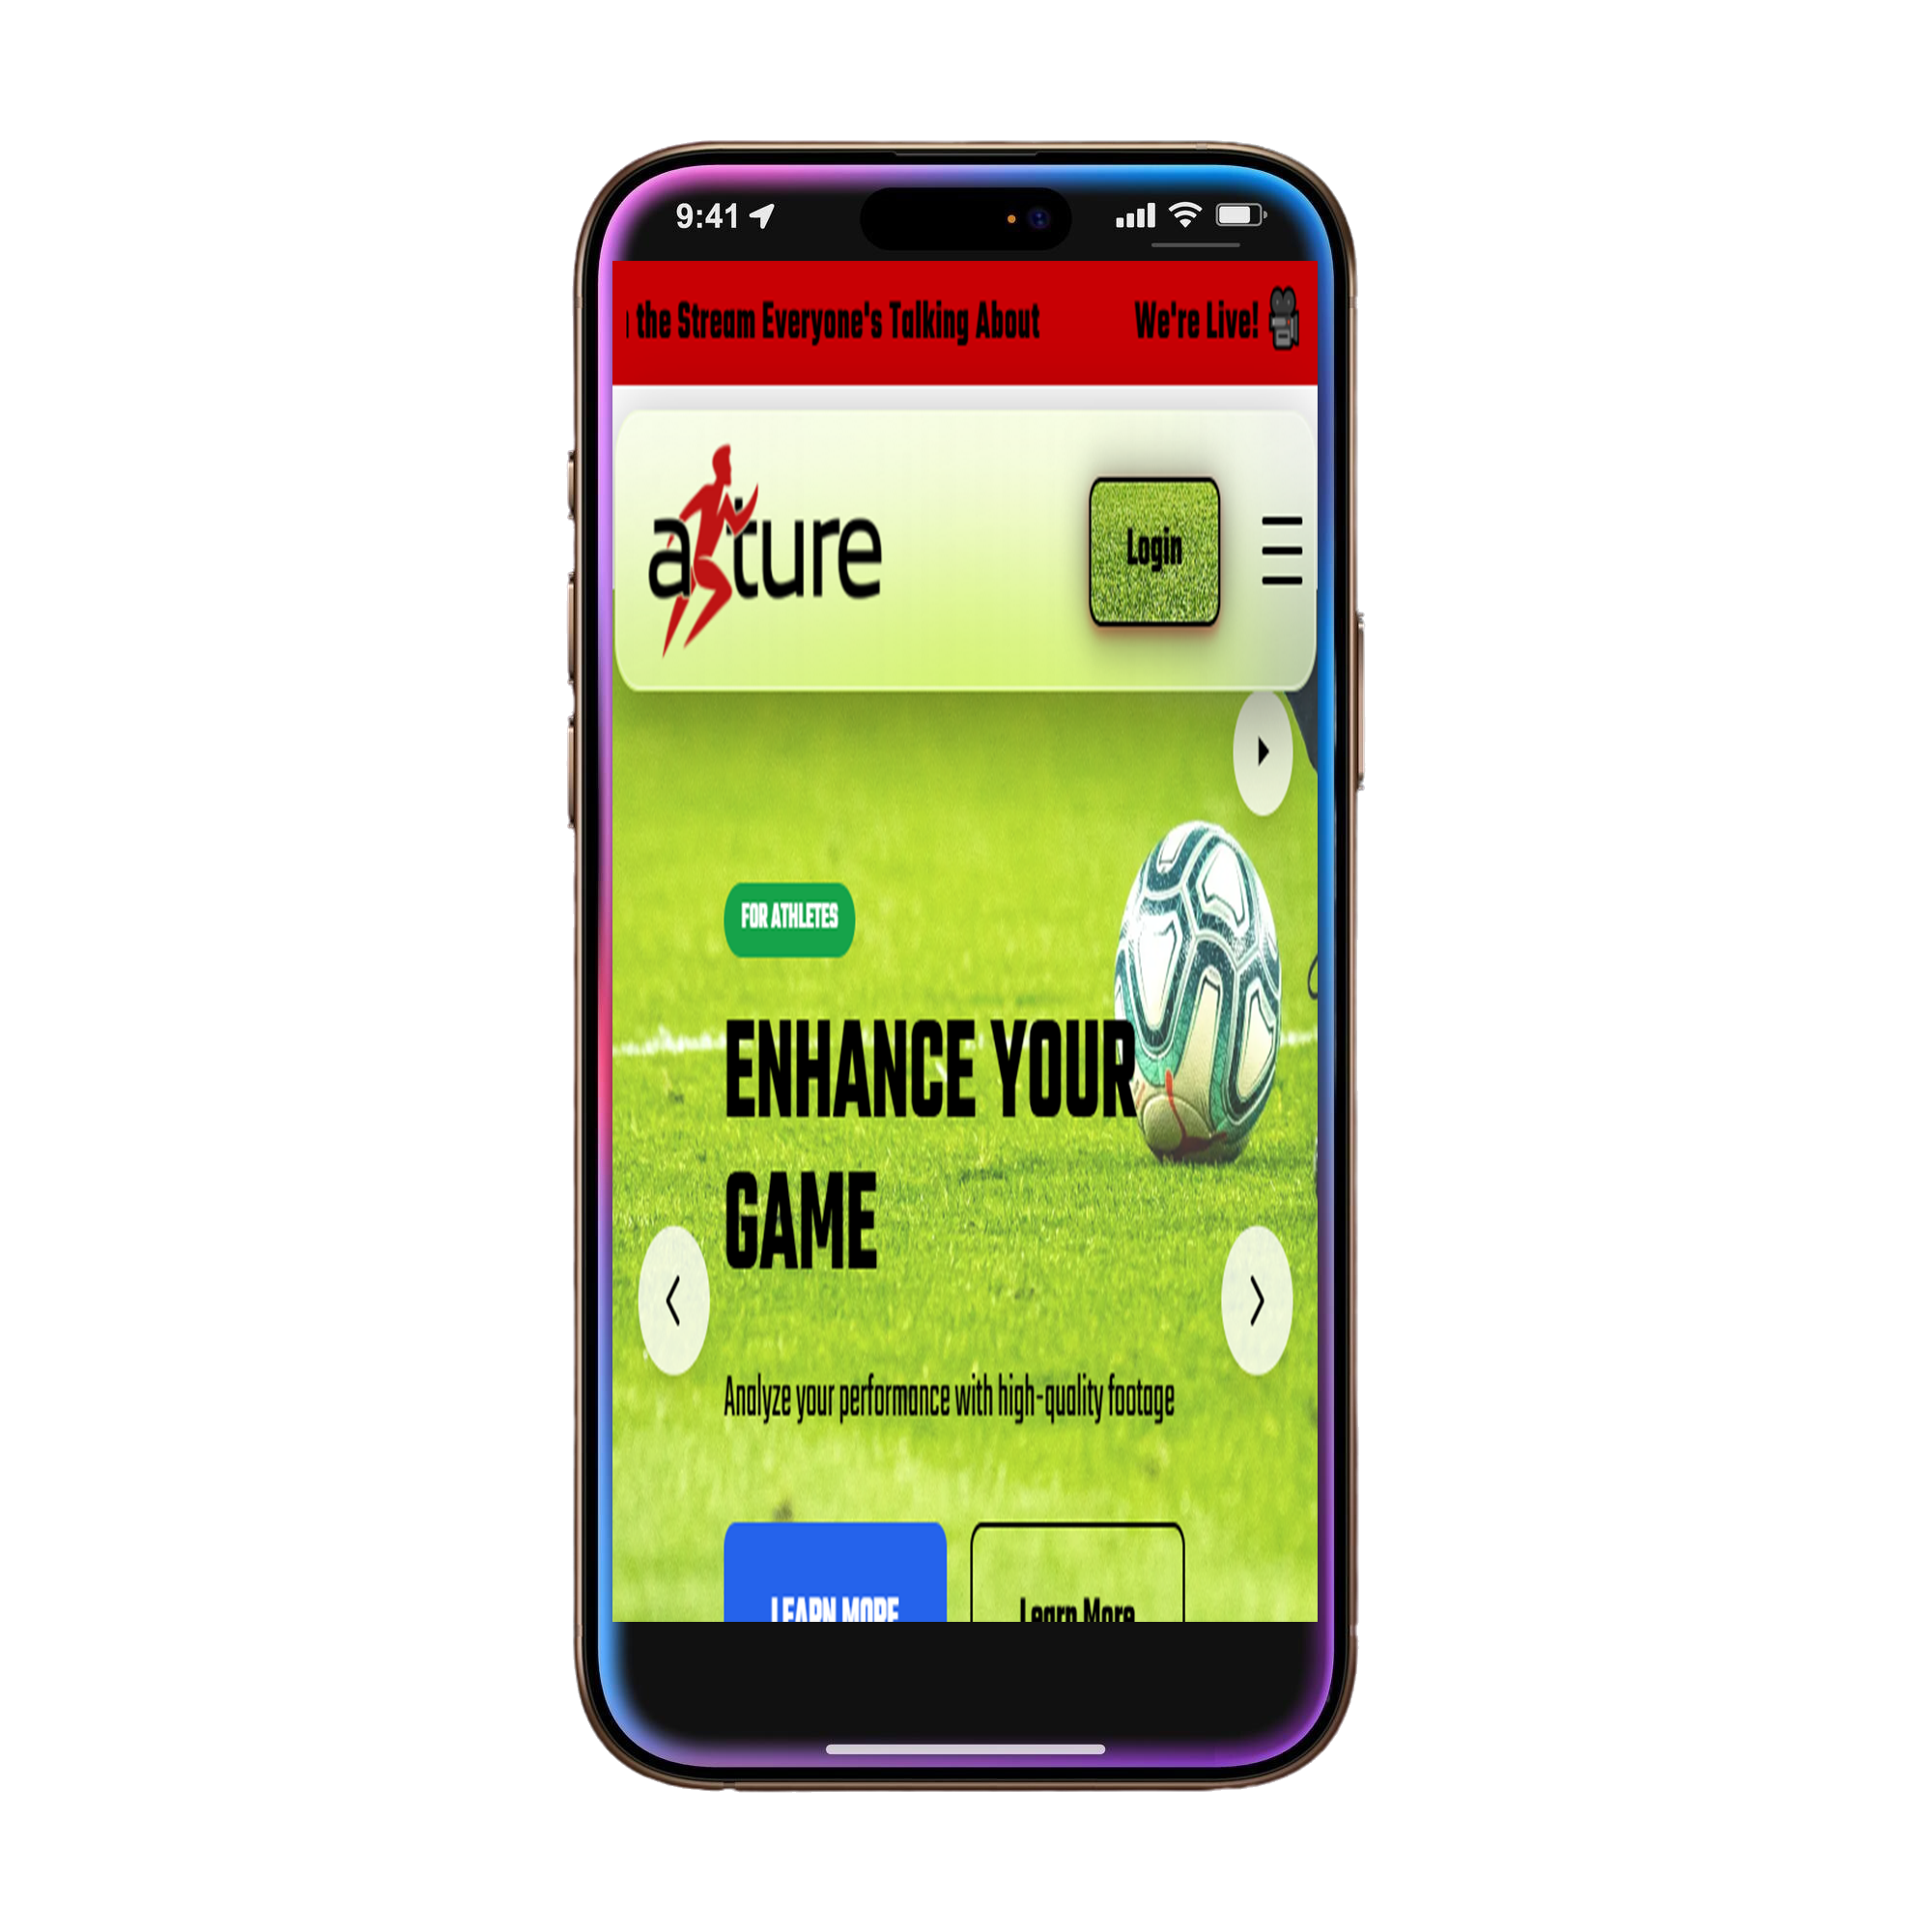 9:41
the Stream Everyone's Talking About We're Live!
ature
Login
FOR ATHLETES
ENHANCE YOUR
GAME
Analyze your performance with high-quality footage
LEARN MORE Learn More